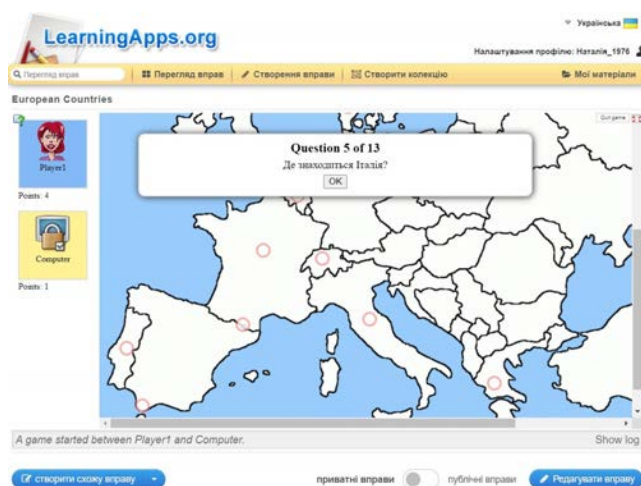 Українська
LearningApps.org
Налаштування профілю: Наталія_1976
Перегляд вправ
Перегляд вправ
Створення вправи
Створити колекцію
Мої матеріали
European Countries
Quit game
Question 5 of 13
Де знаходиться Італія?
OK
Player1
Points: 4
Computer
Points: 1
A game started between Player1 and Computer.
Show log
створити схожу вправу
приватні вправи
публічні вправи
Редагувати вправу